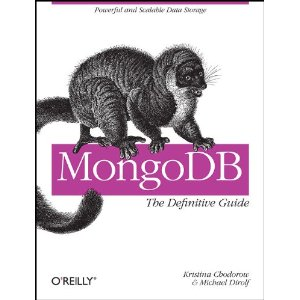 Powerful and Scalable Data Storage
MongoDB
The Definitive Guide
O'REILLY®
Kristina Chodorow
& Michael Dirolf